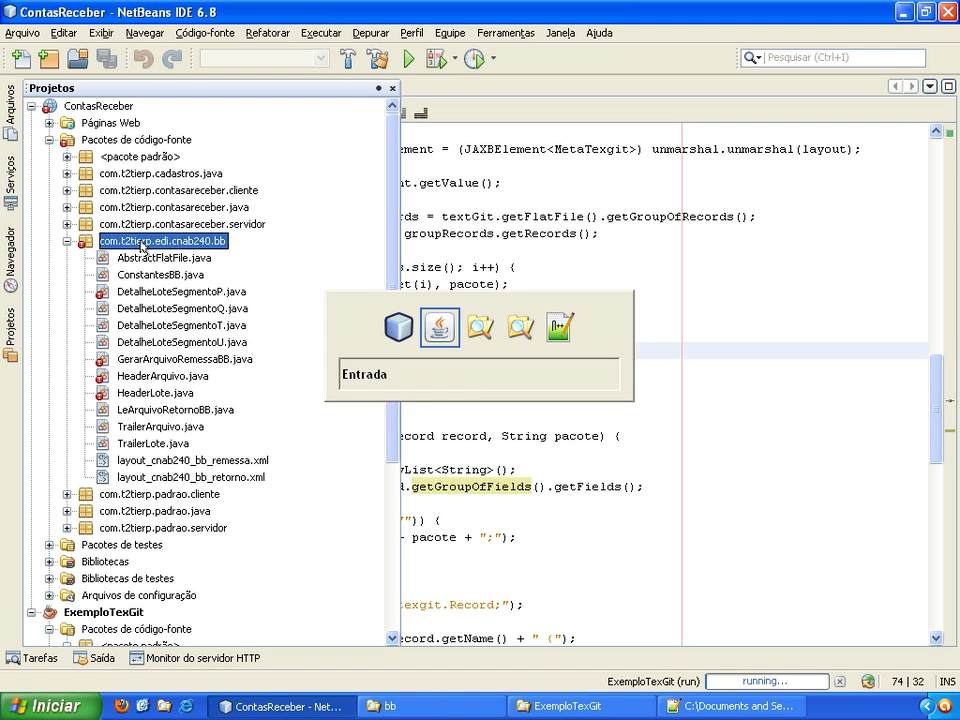 ContasReceber - NetBeans IDE 6.8
Arquivo Editar Exibir Navegar Código-fonte Refatorar Executar Depurar Perfil Equipe Ferramentas Janela Ajuda
Pesquisar (Ctrl+I)
Projetos
Arquivos
Serviços
Navegador
Projetos
ContasReceber
Páginas Web
Pacotes de código-fonte
<pacote padrão>
com.t2tierp.cadastros.java
com.t2tierp.contasareceber.cliente
com.t2tierp.contasareceber.java
com.t2tierp.contasareceber.servidor
com.t2tierp.edi.cnab240.bb
AbstractFlatFile.java
ConstantesBB.java
DetalheLoteSegmentoP.java
DetalheLoteSegmentoQ.java
DetalheLoteSegmentoT.java
DetalheLoteSegmentoU.java
GerarArquivoRemessaBB.java
HeaderArquivo.java
HeaderLote.java
LeArquivoRetornoBB.java
TrailerArquivo.java
TrailerLote.java
layout_cnab240_bb_remessa.xml
layout_cnab240_bb_retorno.xml
com.t2tierp.padrao.cliente
com.t2tierp.padrao.java
com.t2tierp.padrao.servidor
Pacotes de testes
Bibliotecas
Bibliotecas de testes
Arquivos de configuração
ExemploTexGit
Pacotes de código-fonte
ement = (JAXBElement<MetaTexgit>) unmarshal.unmarshal(layout);
nt.getValue();
rds = textGit.getFlatFile().getGroupOfRecords();
groupRecords.getRecords();
s.size(); i++) {
et(i), pacote);
Entrada
ecord record, String pacote) {
yList<String>();
d.getGroupOfFields().getFields();
"")) {
+ pacote + ";");
texgit.Record;");
ecord.getName() + " (");
Tarefas Saída Monitor do servidor HTTP
ExemploTexGit (run) running... 74 | 32 INS
Iniciar ContasReceber - Net... bb ExemploTexGit C:\Documents and Se...